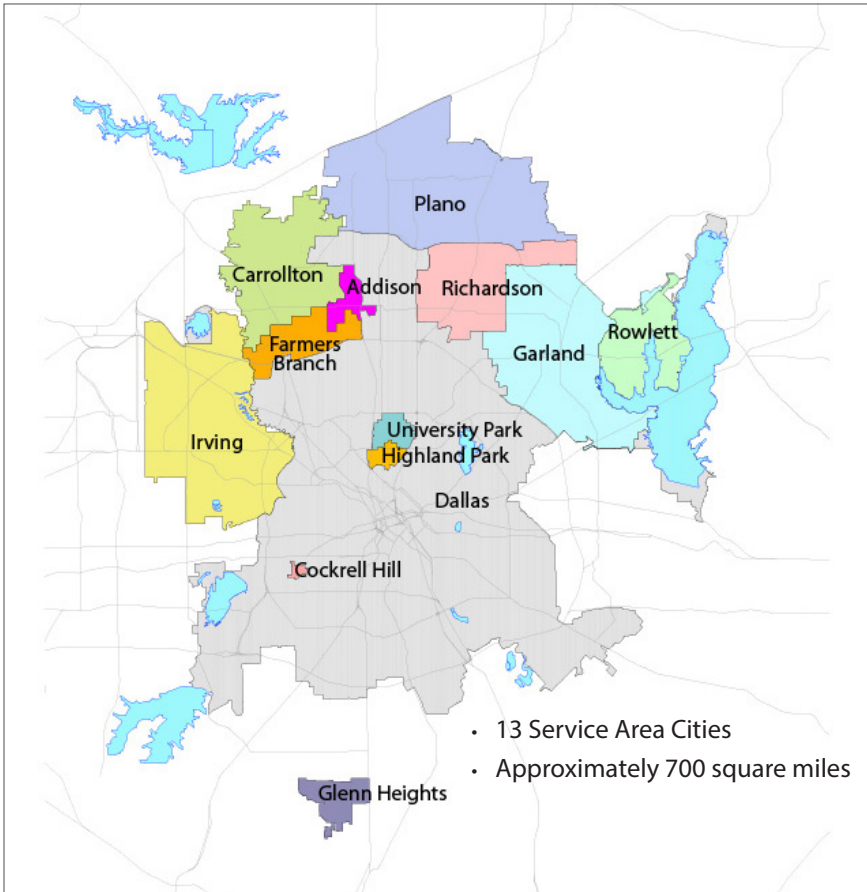 Plano
Carrollton
Addison
Richardson
Rowlett
Farmers
Branch
Garland
Irving
University Park
Highland Park
Dallas
Cockrell Hill
• 13 Service Area Cities
• Approximately 700 square miles
Glenn Heights